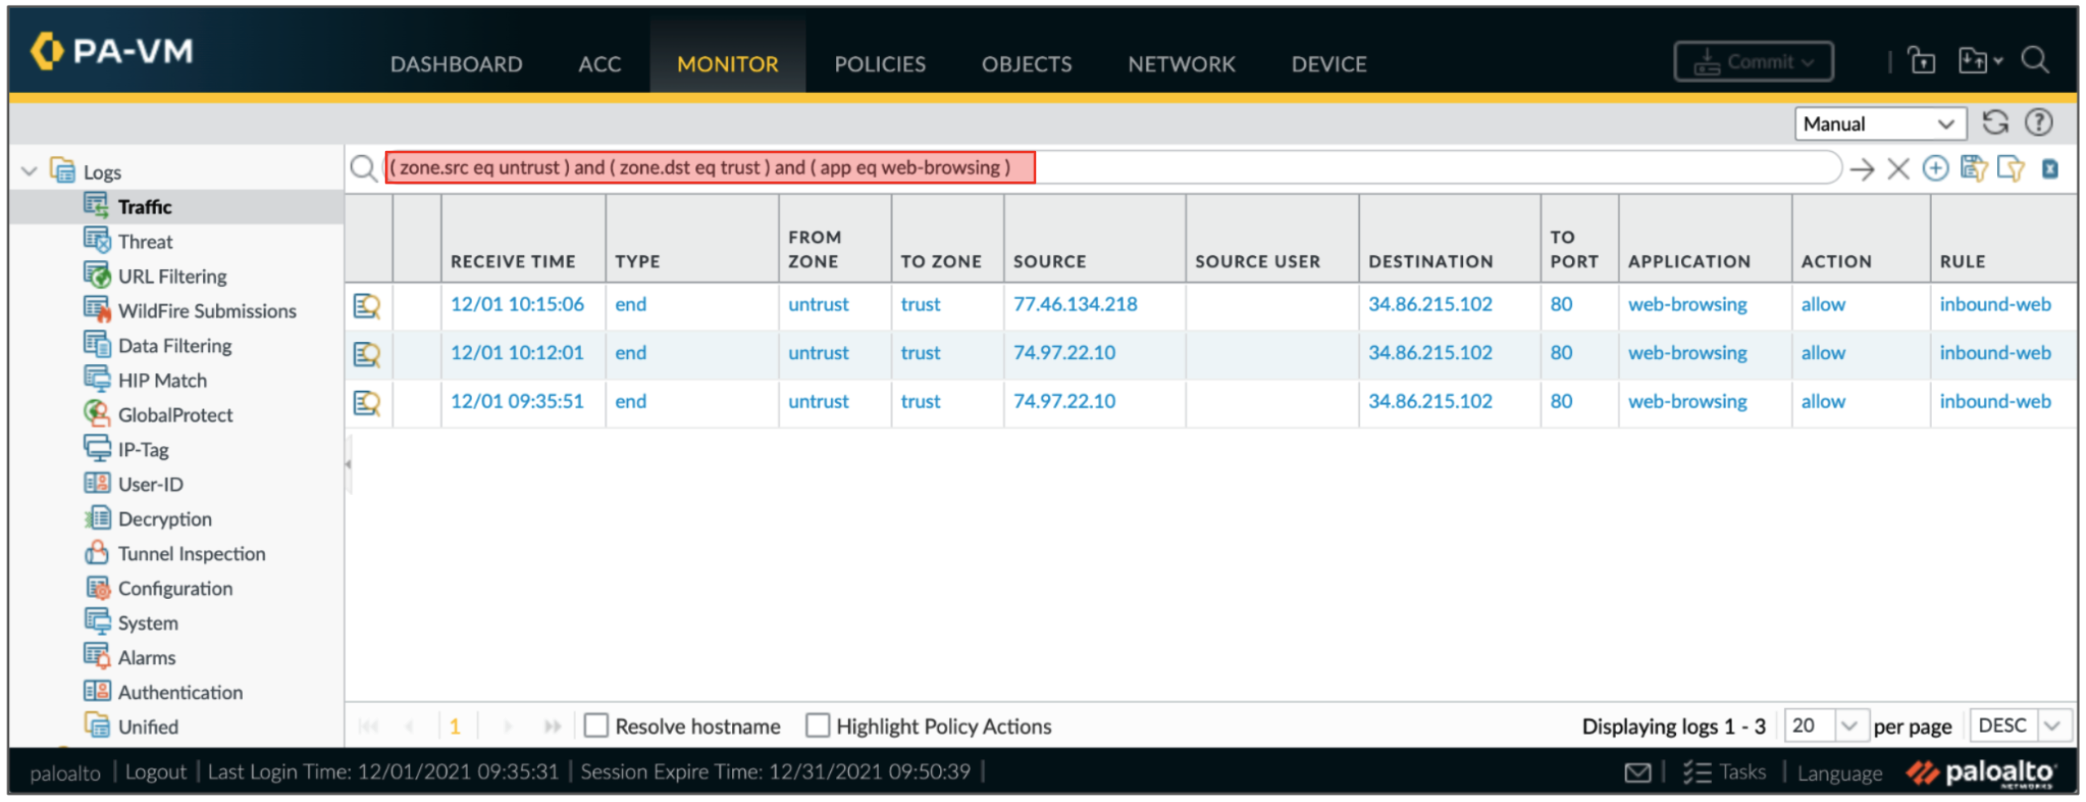 PA-VM
DASHBOARD ACC MONITOR POLICIES OBJECTS NETWORK DEVICE
Commit
Manual
Logs
Traffic
Threat
URL Filtering
WildFire Submissions
Data Filtering
HIP Match
GlobalProtect
IP-Tag
User-ID
Decryption
Tunnel Inspection
Configuration
System
Alarms
Authentication
Unified
( zone.src eq untrust ) and ( zone.dst eq trust ) and ( app eq web-browsing )
RECEIVE TIME TYPE FROM ZONE TO ZONE SOURCE SOURCE USER DESTINATION TO PORT APPLICATION ACTION RULE
12/01 10:15:06 end untrust trust 77.46.134.218 34.86.215.102 80 web-browsing allow inbound-web
12/01 10:12:01 end untrust trust 74.97.22.10 34.86.215.102 80 web-browsing allow inbound-web
12/01 09:35:51 end untrust trust 74.97.22.10 34.86.215.102 80 web-browsing allow inbound-web
1 Resolve hostname Highlight Policy Actions Displaying logs 1 - 3 20 per page DESC
paloalto | Logout | Last Login Time: 12/01/2021 09:35:31 | Session Expire Time: 12/31/2021 09:50:39 | | Tasks | Language paloalto
NETWORKS